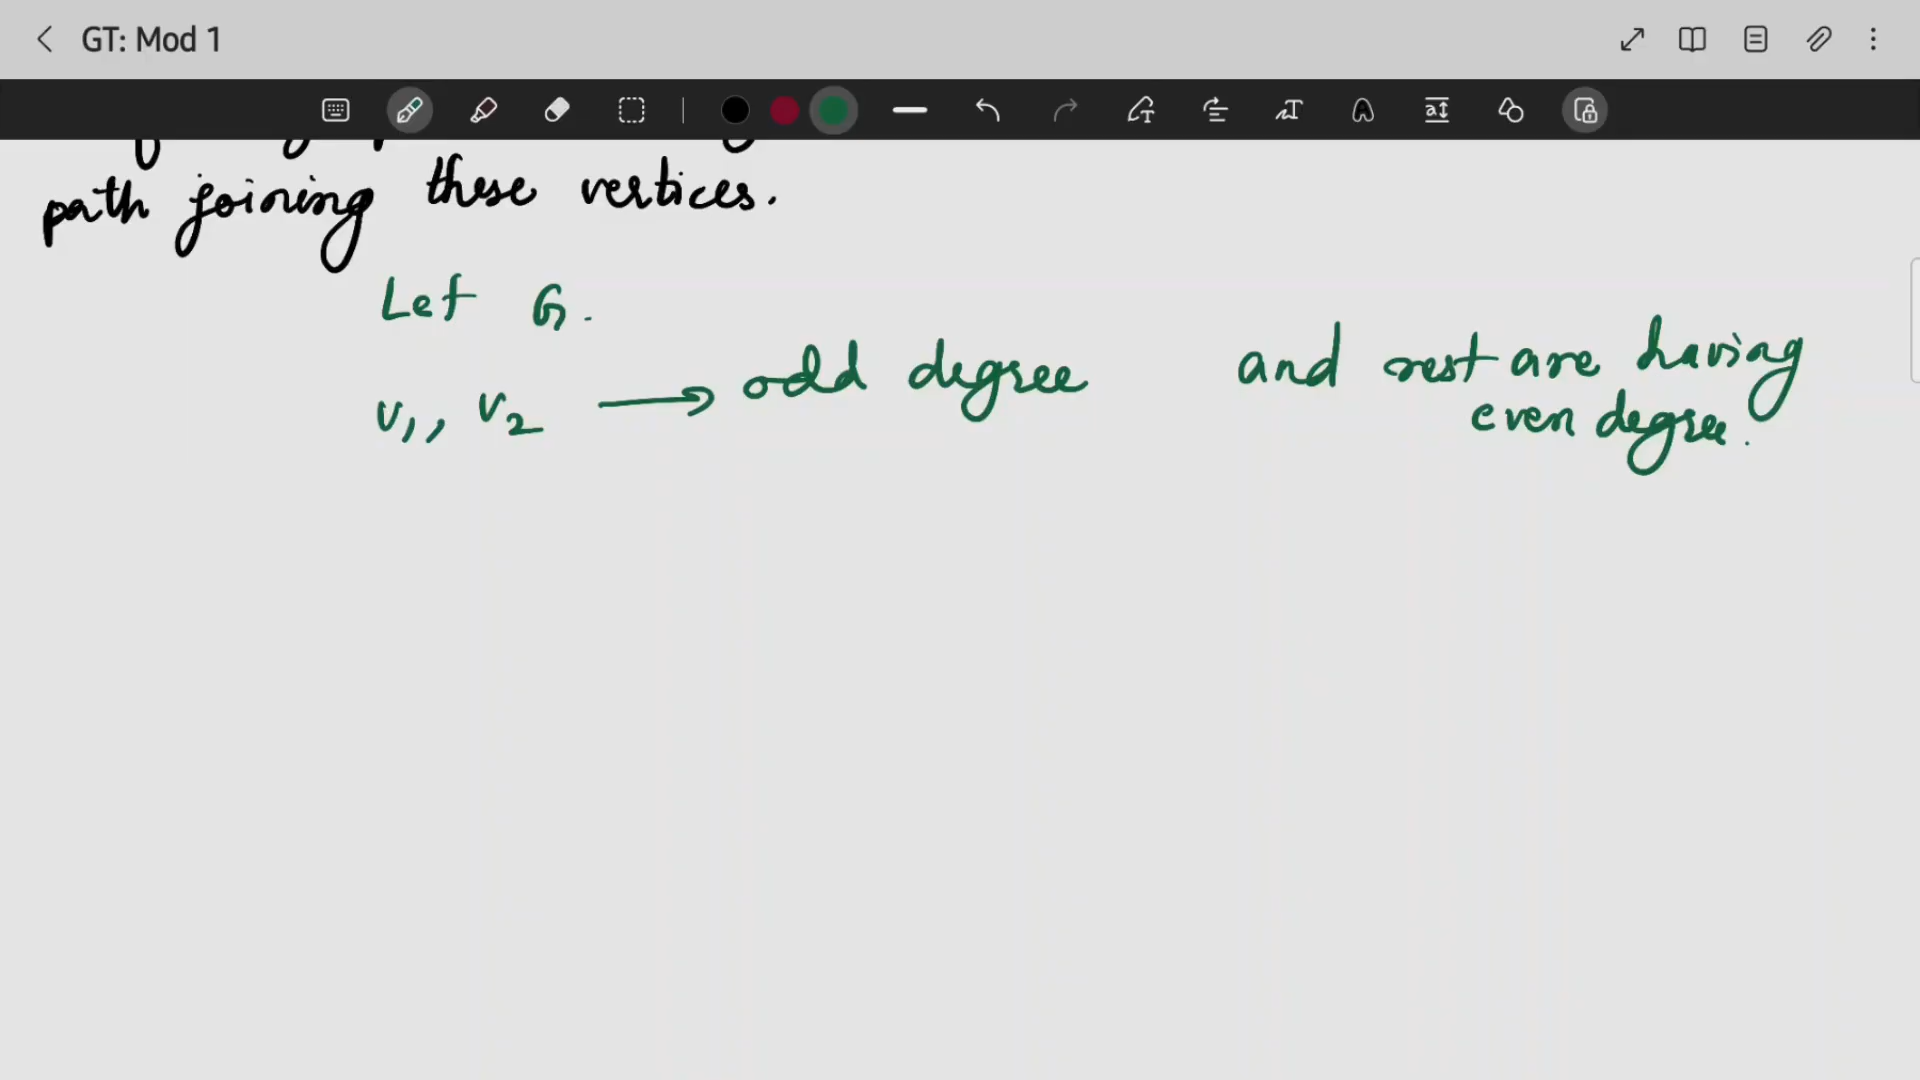 GT: Mod 1
path joining these vertices.
Let G.
v₁, v₂ → odd degree and rest are having
even degree.